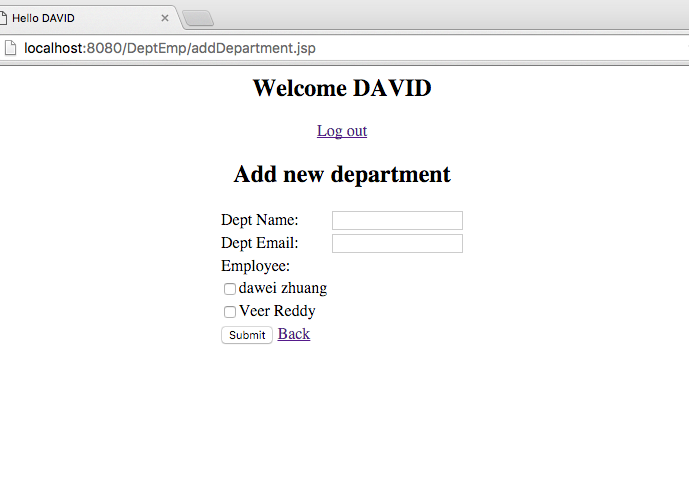 Hello DAVID
localhost:8080/DeptEmp/addDepartment.jsp
Welcome DAVID
Log out
Add new department
Dept Name:
Dept Email:
Employee:
dawei zhuang
Veer Reddy
Submit Back